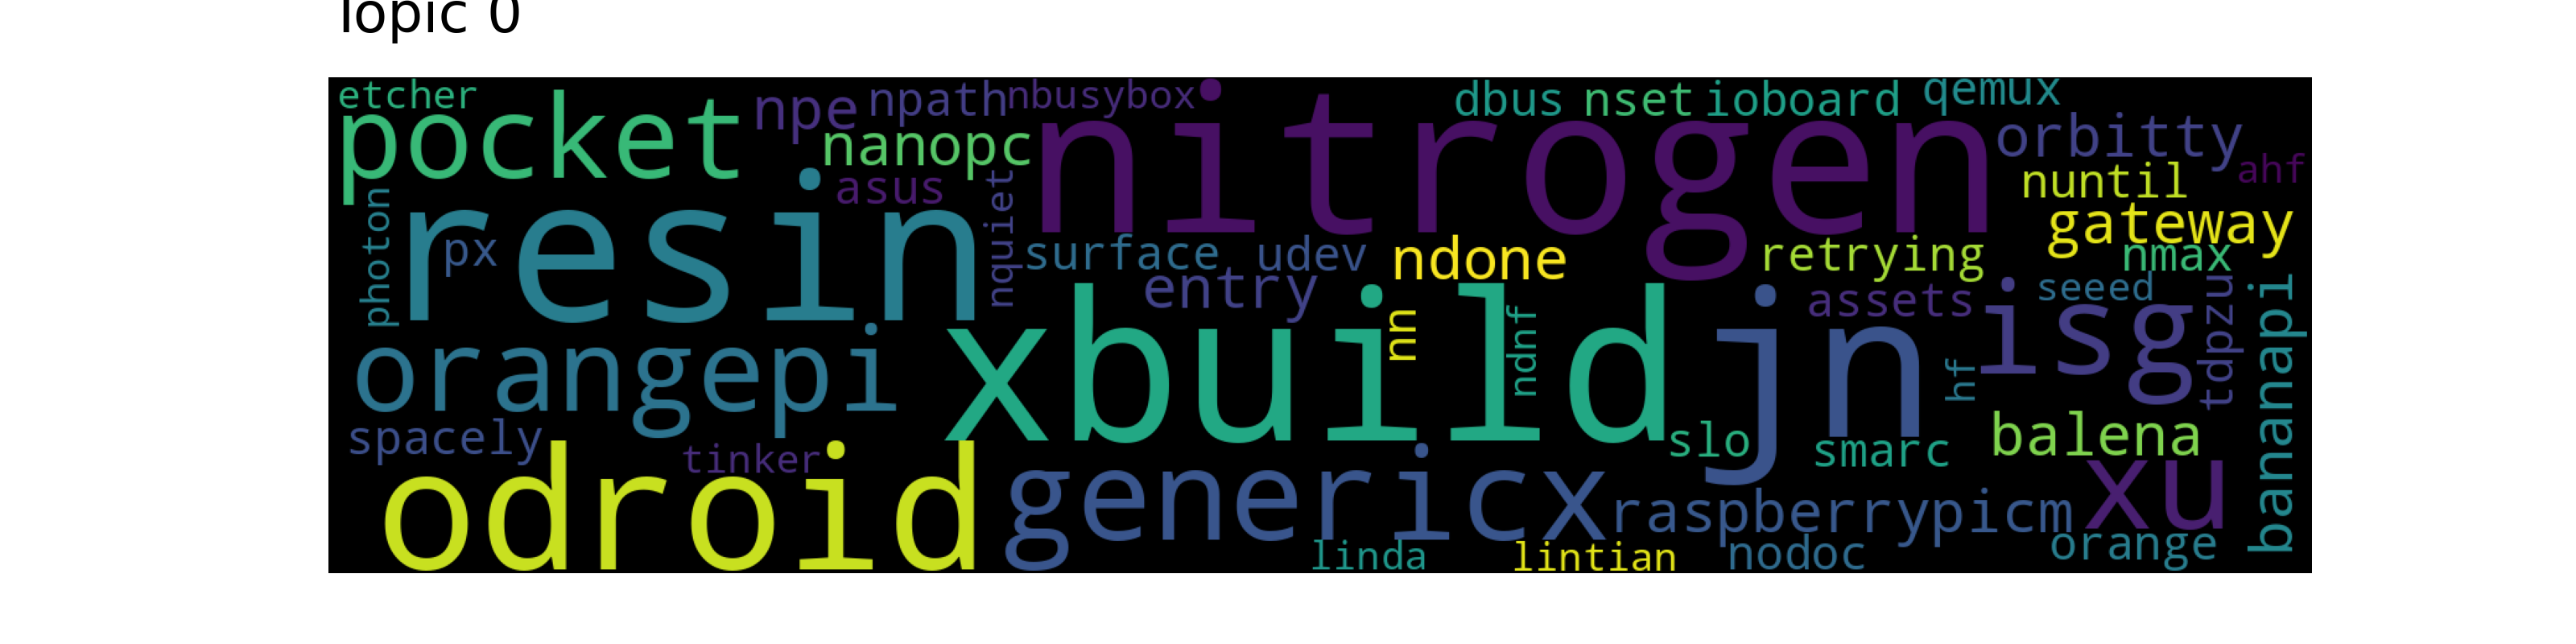 Topic 0
etcher
pocket
npe
npath
nbusybox
nitrogen
dbus
nset
ioboard
qemux
orbitty
ahf
nanopc
asus
nquiet
photon
px
resin
surface
udev
entry
ndone
retrying
nuntil
gateway
nmax
assets
seeed
isg
tdpzu
bananapi
orangepi
xbuild
nn
ndnf
jn
hf
spacely
tinker
odroid
genericx
slo
smarc
balena
xu
raspberrypicm
orange
linda
lintian
nodoc